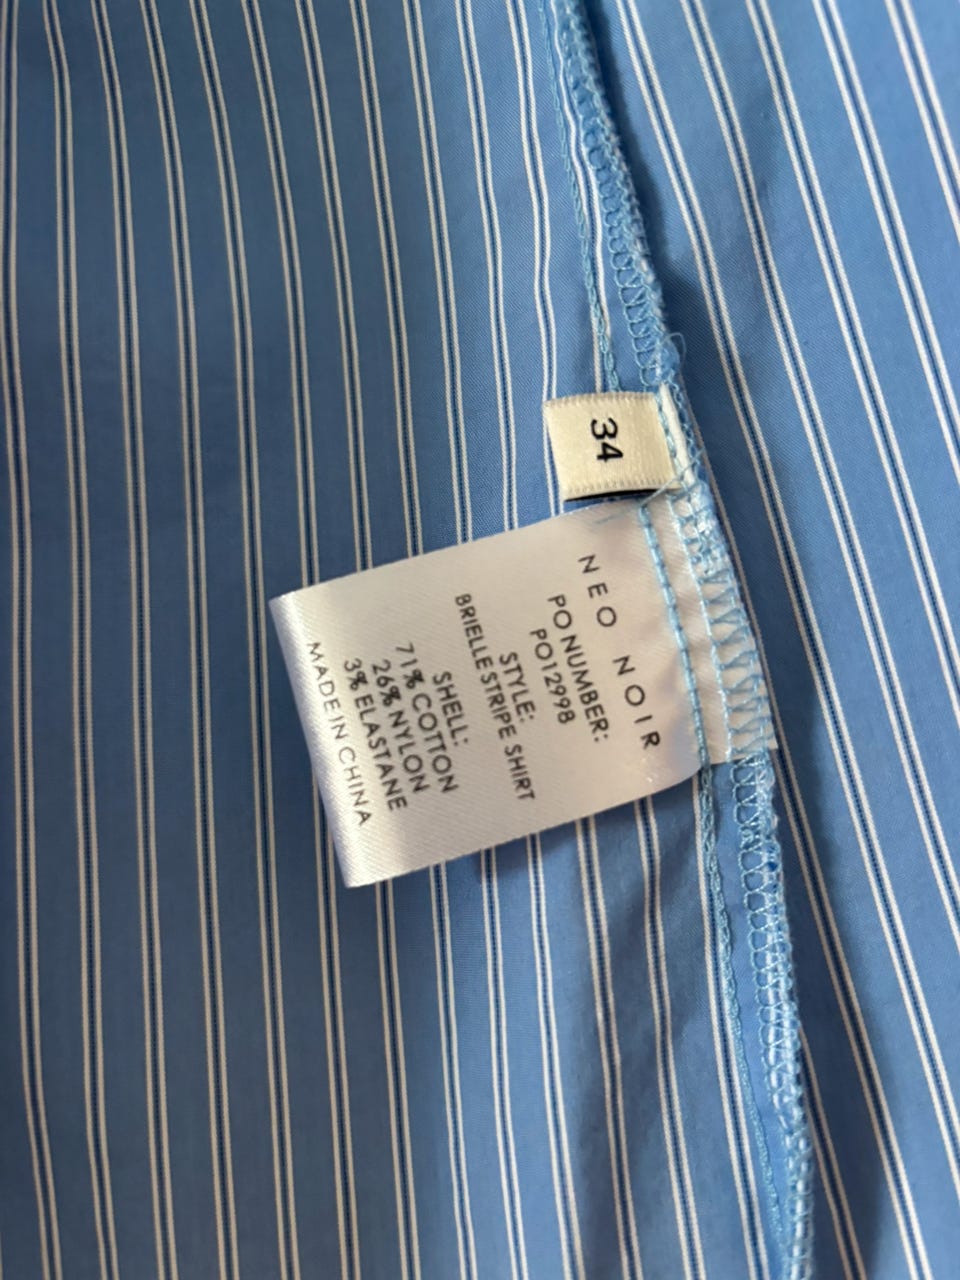 34
NEO NOIR
PO NUMBER:
PO12998
STYLE:
BRIELLE STRIPE SHIRT
SHELL:
71% COTTON
26% NYLON
3% ELASTANE
MADE IN CHINA